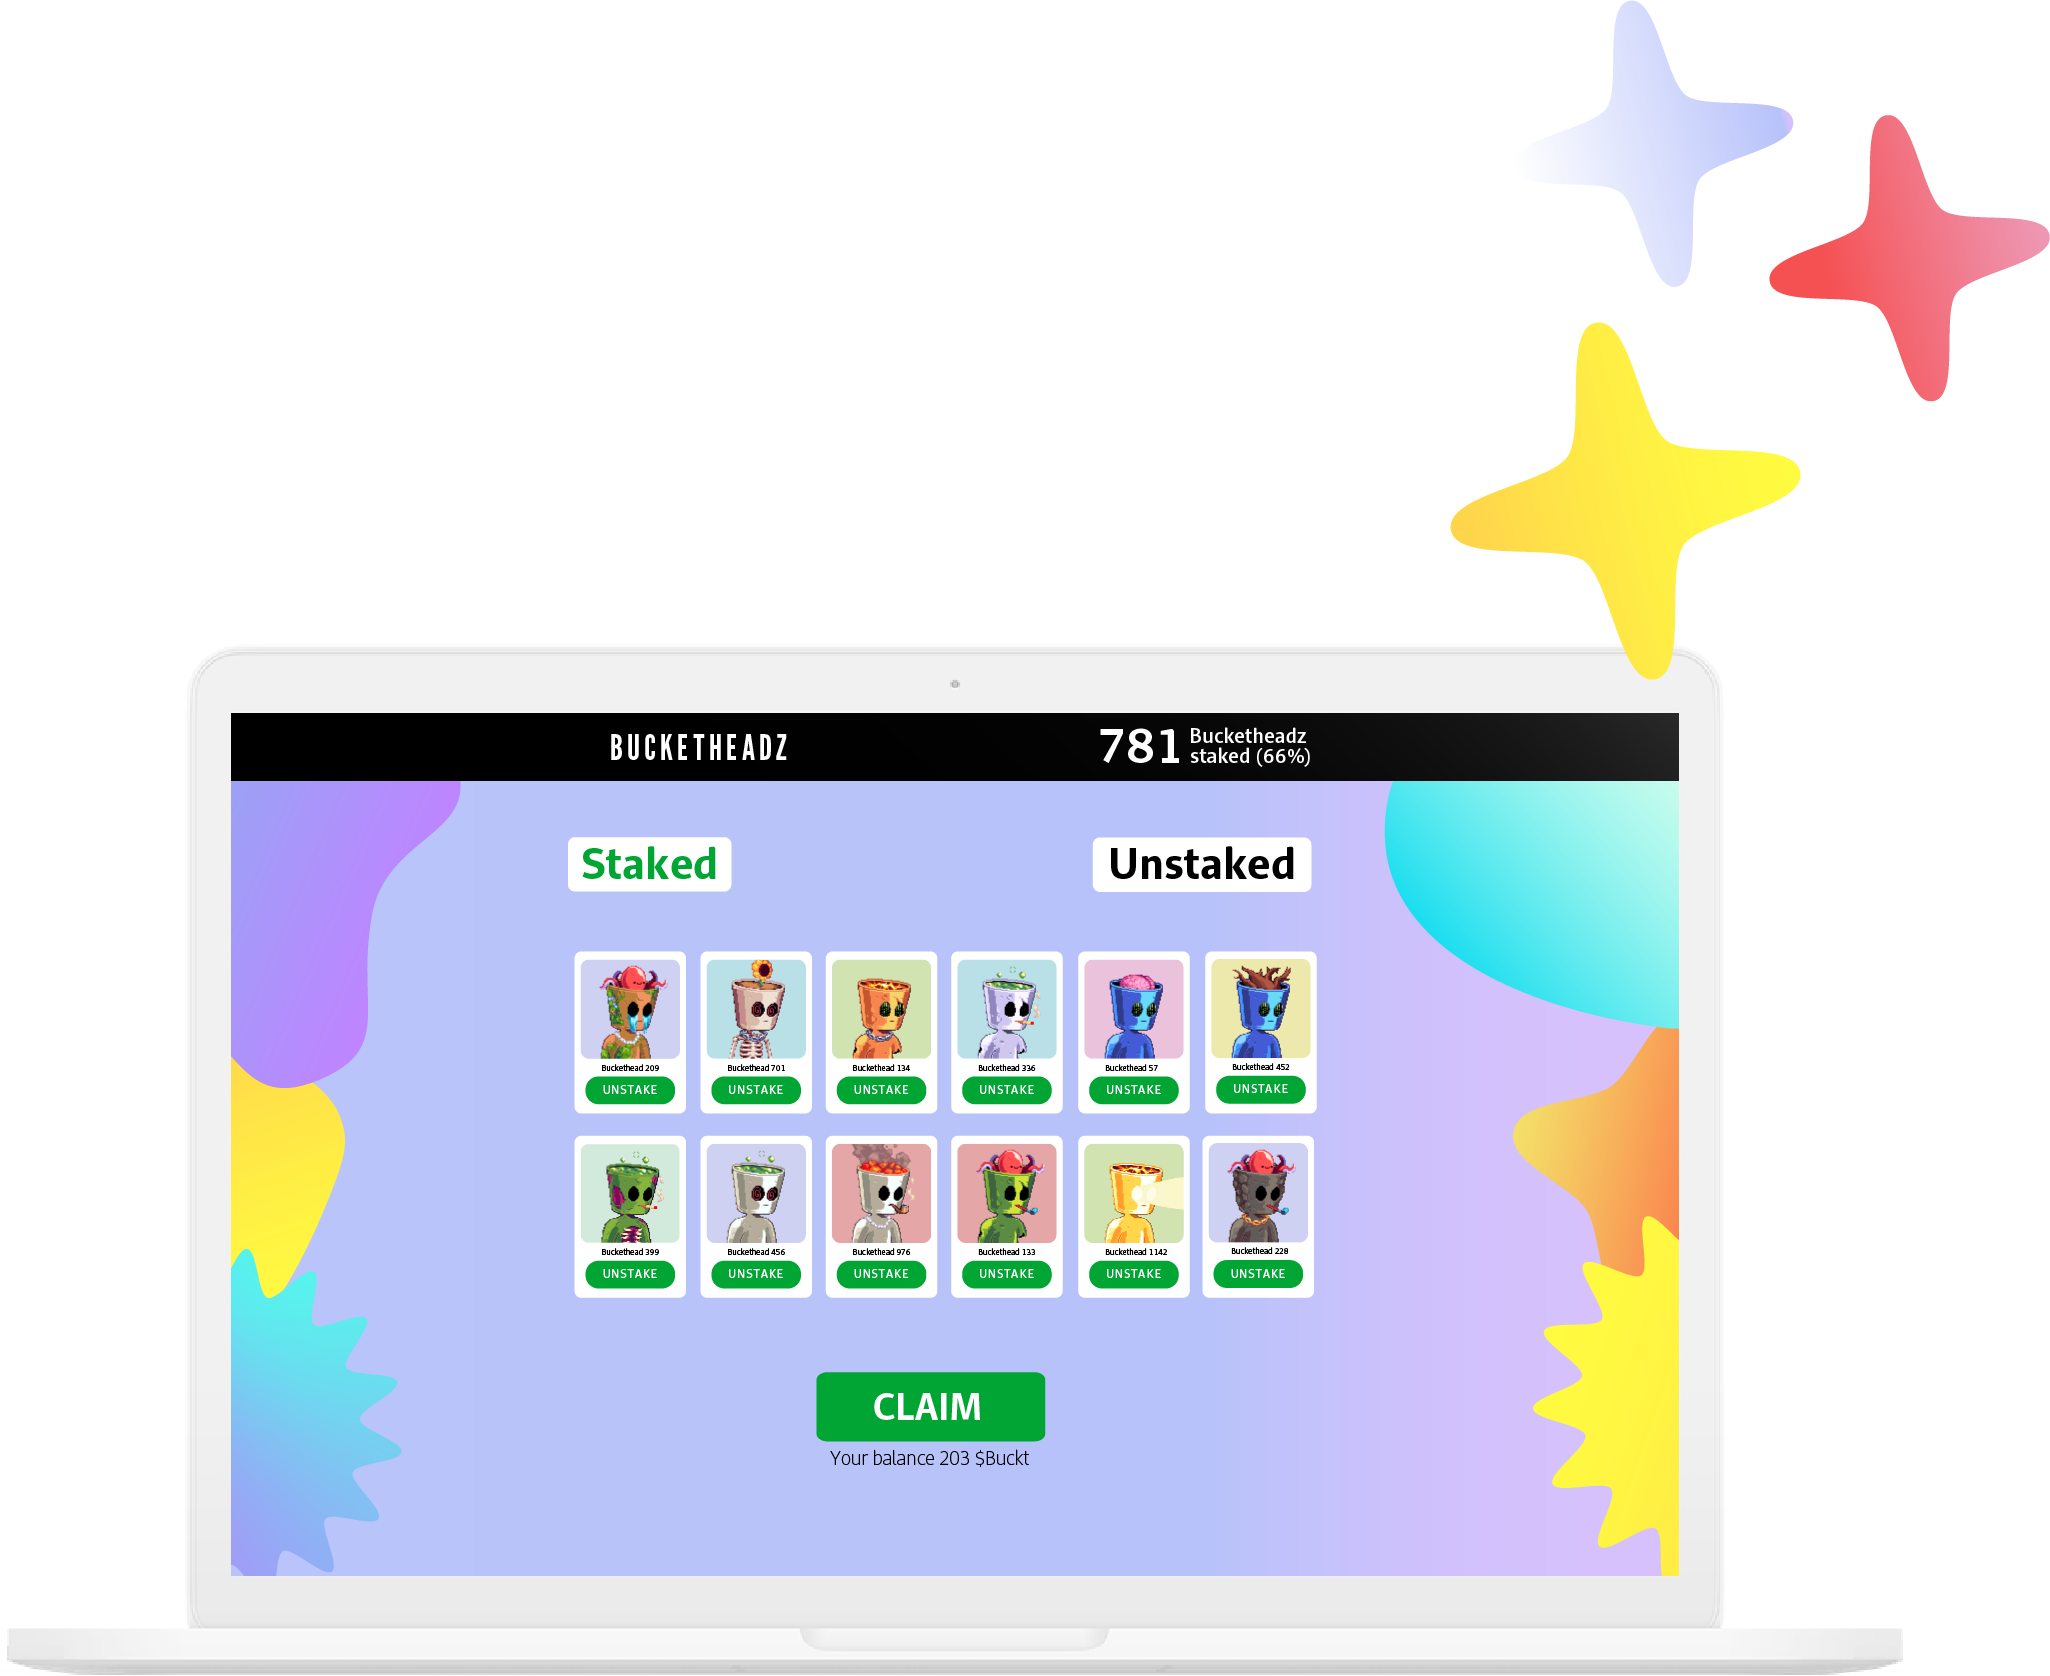 BUCKETHEADZ
781 Bucketheadz
staked (66%)
Staked
Unstaked
Buckethead 209
UNSTAKE
Buckethead 701
UNSTAKE
Buckethead 134
UNSTAKE
Buckethead 336
UNSTAKE
Buckethead 57
UNSTAKE
Buckethead 452
UNSTAKE
Buckethead 399
UNSTAKE
Buckethead 456
UNSTAKE
Buckethead 976
UNSTAKE
Buckethead 133
UNSTAKE
Buckethead 1142
UNSTAKE
Buckethead 228
UNSTAKE
CLAIM
Your balance 203 $Buckt